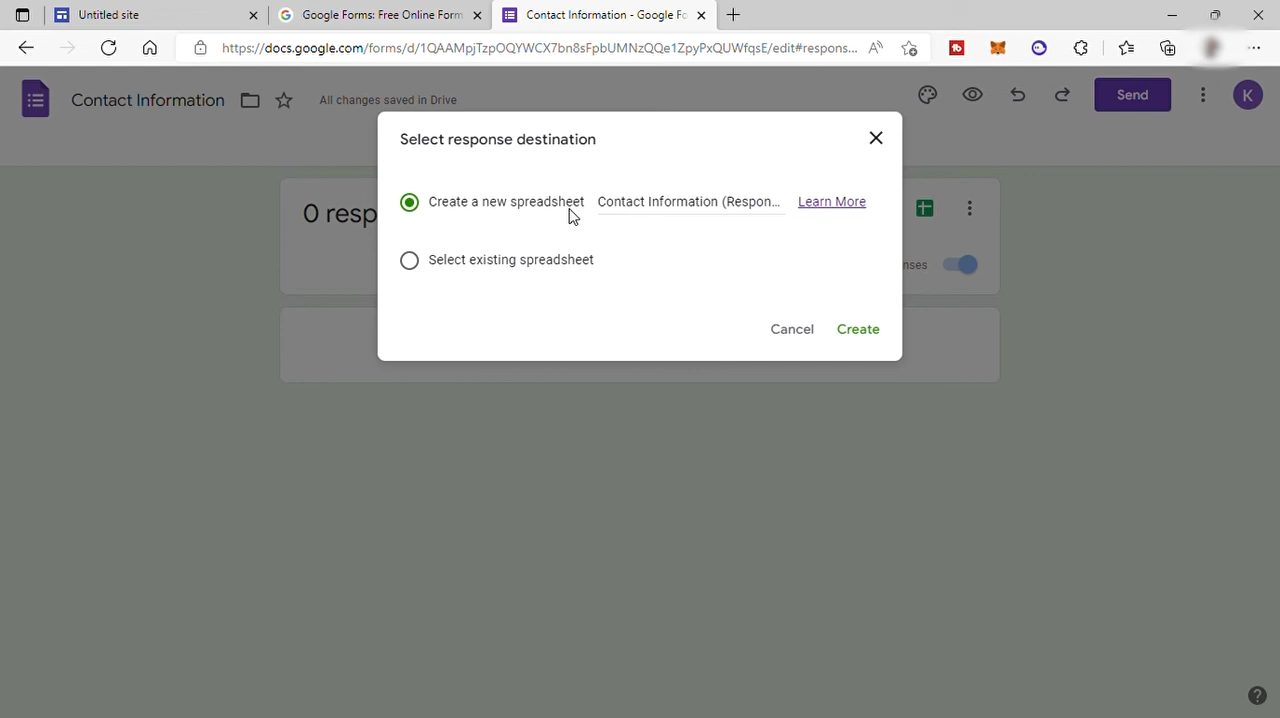 Untitled site
Google Forms: Free Online Form
Contact Information - Google Fo
https://docs.google.com/forms/d/1QAAMpjTzpOQYWCX7bn8sFpbUMNzQQe1ZpyPxQUWfqsE/edit#respons...
Contact Information
All changes saved in Drive
Send
K
Select response destination
0 resp
Create a new spreadsheet
Contact Information (Respon...
Learn More
Select existing spreadsheet
nses
Cancel
Create